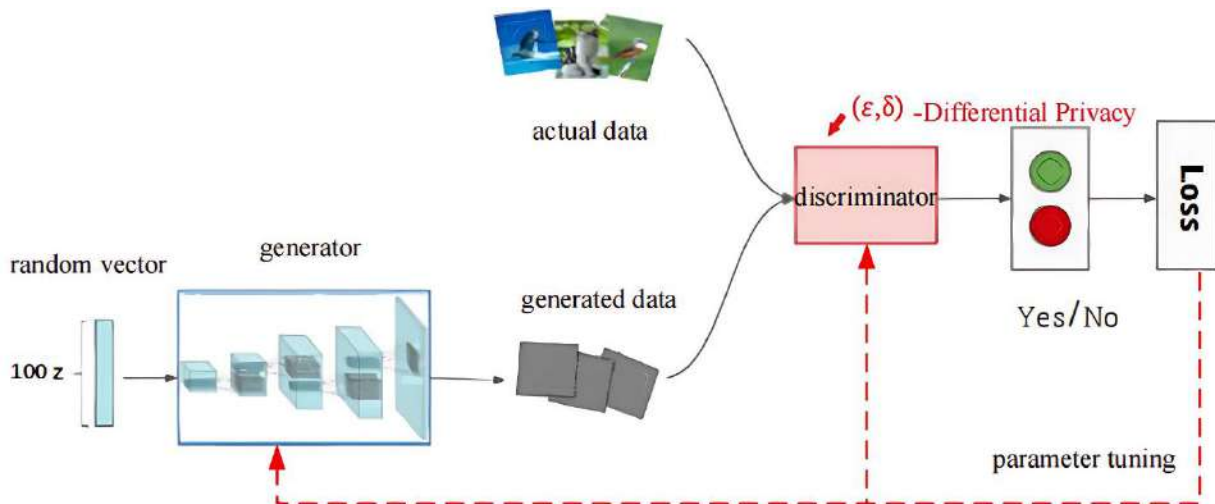 actual data
(ε,δ) -Differential Privacy
discriminator
Loss
generator
random vector
generated data
Yes/No
100 z
parameter tuning